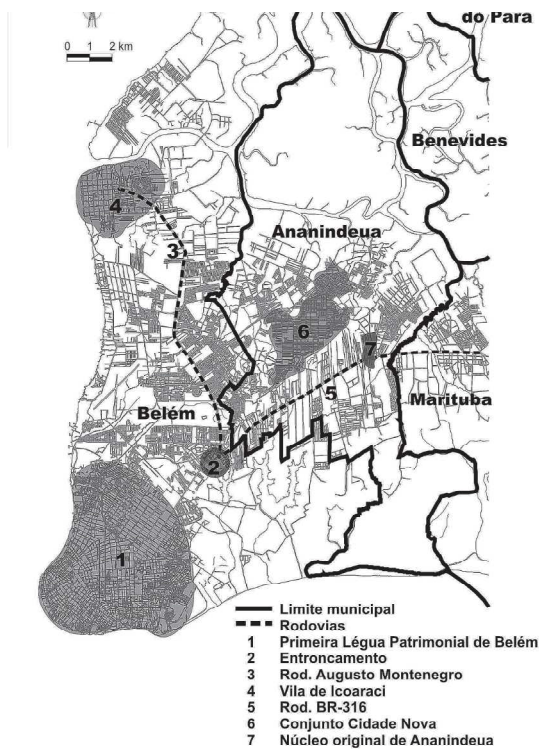 do Pará
0 1 2 km
Benevides
4
Ananindeua
3
6
7
5
Belém
Marituba
2
1
Limite municipal
Rodovias
1 Primeira Légua Patrimonial de Belém
2 Entroncamento
3 Rod. Augusto Montenegro
4 Vila de Icoaraci
5 Rod. BR-316
6 Conjunto Cidade Nova
7 Núcleo original de Ananindeua